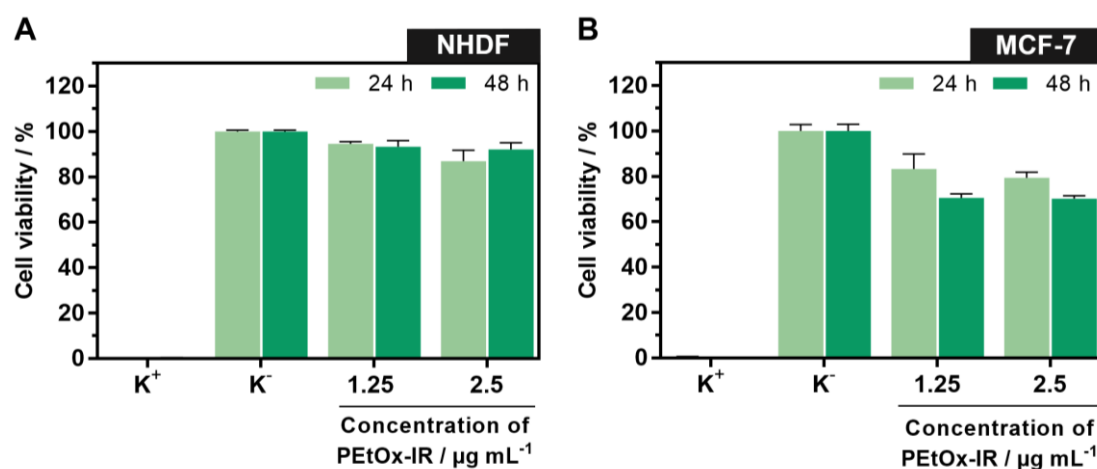 A
NHDF
24 h 48 h
Cell viability / %
120
100
80
60
40
20
0
K⁺ K⁻ 1.25 2.5
Concentration of
PEtOx-IR / µg mL⁻¹
B
MCF-7
24 h 48 h
Cell viability / %
120
100
80
60
40
20
0
K⁺ K⁻ 1.25 2.5
Concentration of
PEtOx-IR / µg mL⁻¹